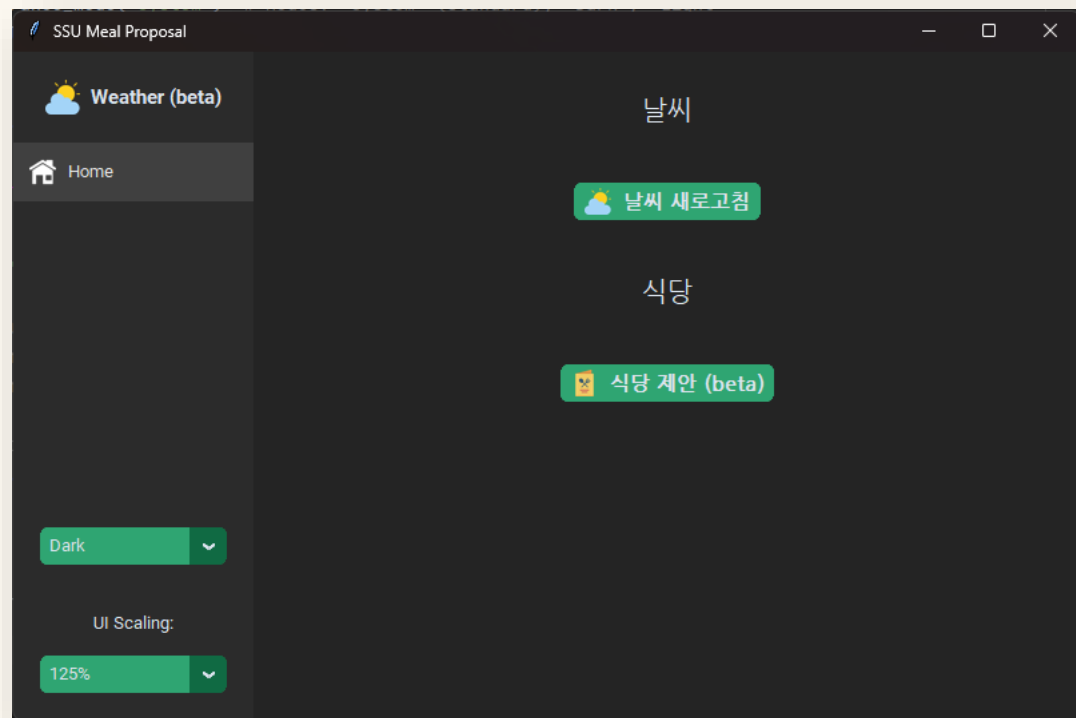 SSU Meal Proposal
Weather (beta)
Home
Dark
UI Scaling:
125%
날씨
날씨 새로고침
식당
식당 제안 (beta)